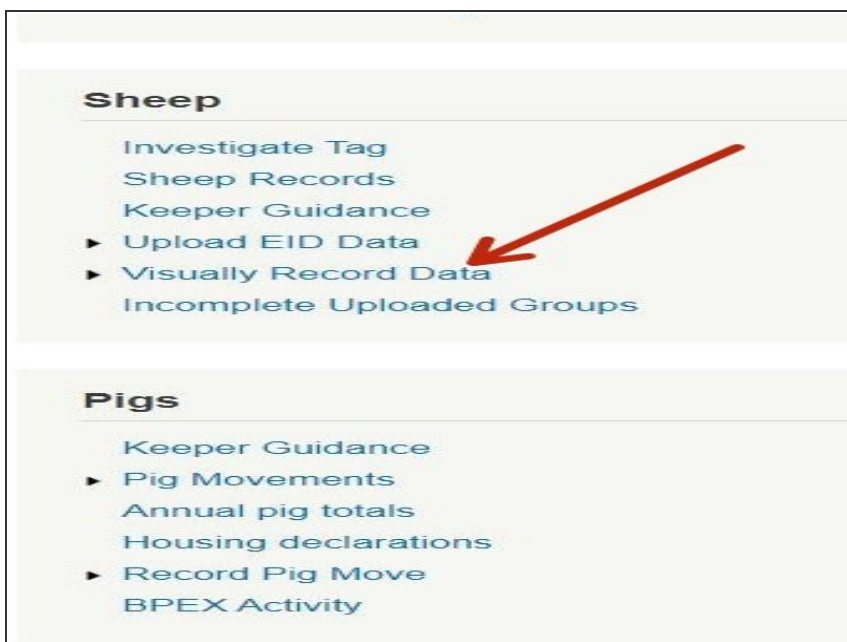 Sheep
Investigate Tag
Sheep Records
Keeper Guidance
Upload EID Data
Visually Record Data
Incomplete Uploaded Groups
Pigs
Keeper Guidance
Pig Movements
Annual pig totals
Housing declarations
Record Pig Move
BPEX Activity